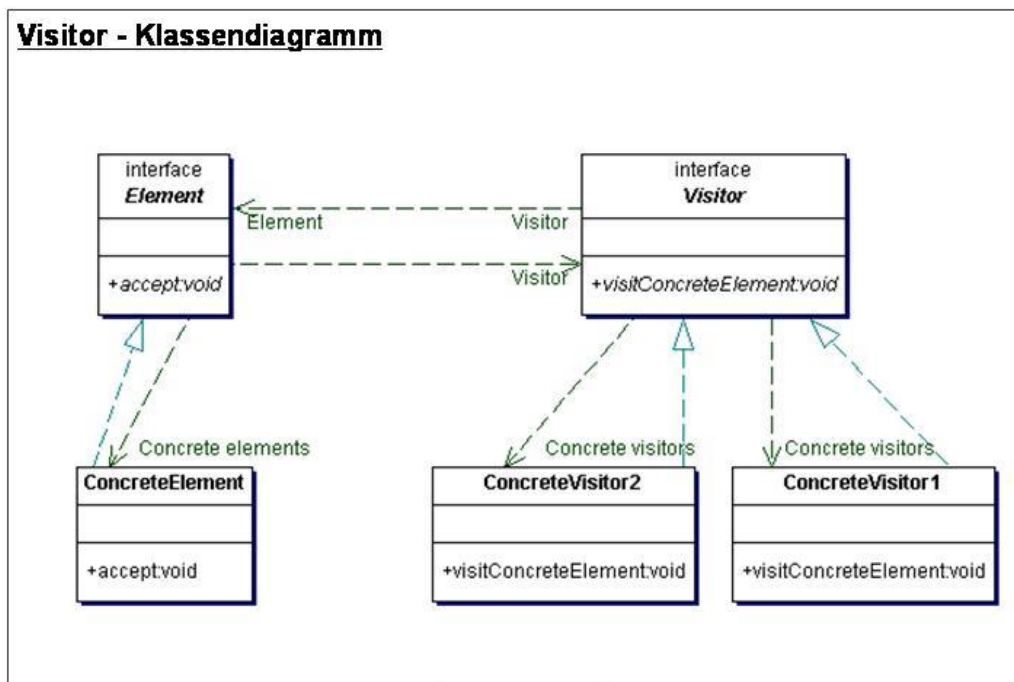 Visitor - Klassendiagramm
interface
Element
+accept:void
interface
Visitor
+visitConcreteElement:void
Element
Visitor
Visitor
Concrete elements
Concrete visitors
Concrete visitors
ConcreteElement
+accept:void
ConcreteVisitor2
+visitConcreteElement:void
ConcreteVisitor1
+visitConcreteElement:void